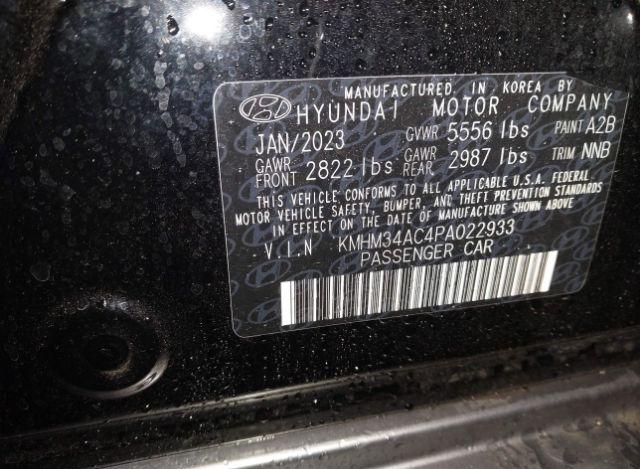 MANUFACTURED IN KOREA BY
HYUNDAI MOTOR COMPANY
JAN/2023 GVWR 5556 lbs PAINT A2B
GAWR FRONT 2822 lbs GAWR REAR 2987 lbs TRIM NNB
THIS VEHICLE CONFORMS TO ALL APPLICABLE U.S.A. FEDERAL
MOTOR VEHICLE SAFETY, BUMPER, AND THEFT PREVENTION STANDARDS
IN EFFECT ON THE DATE OF MANUFACTURE SHOWN ABOVE
V.I.N KMHM34AC4PA022933
PASSENGER CAR